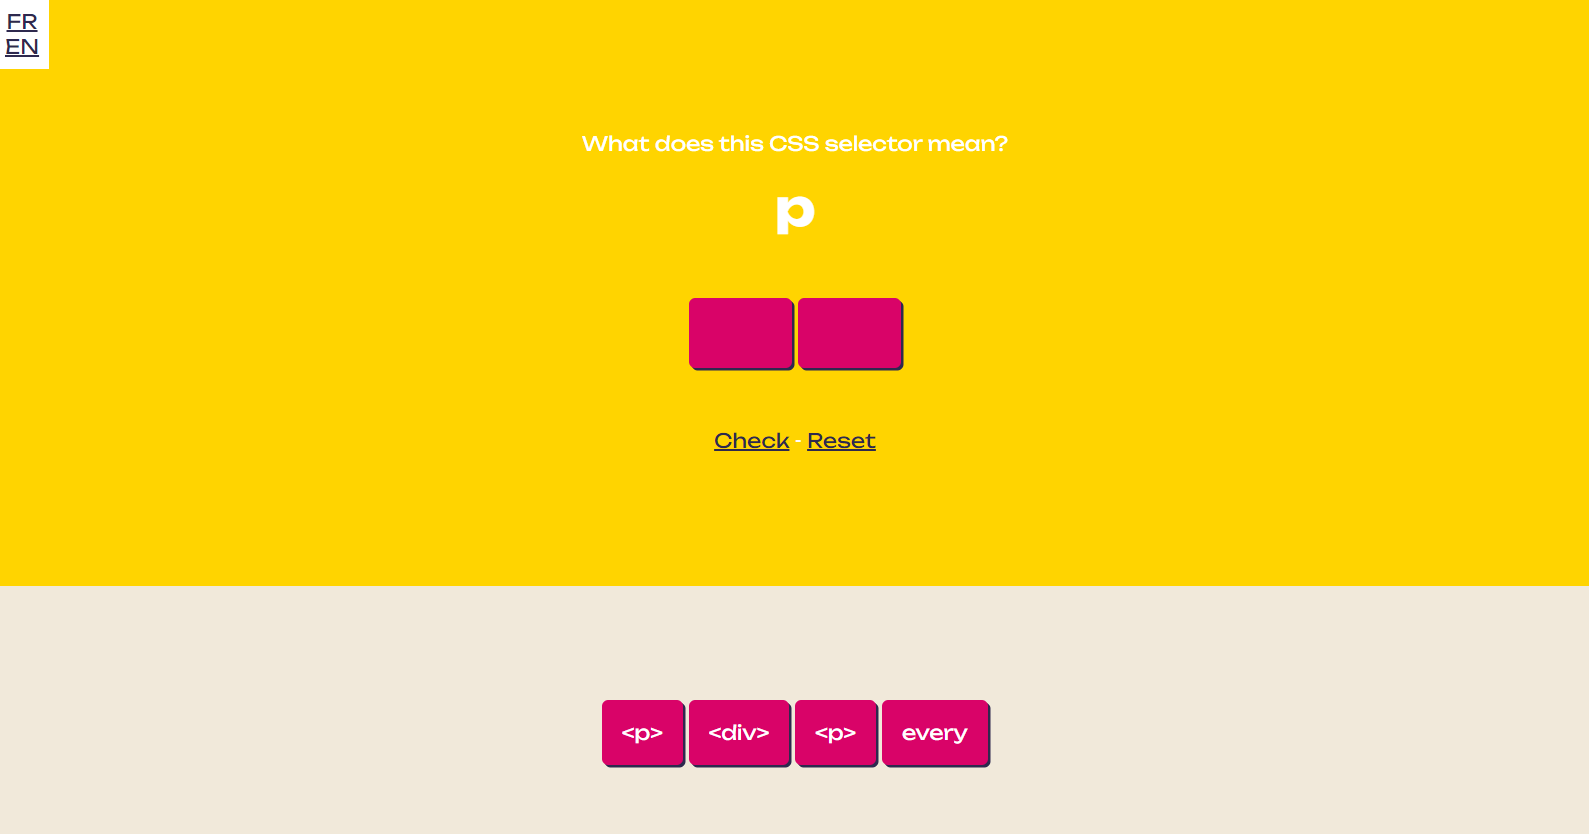 FR
EN
What does this CSS selector mean?
p
Check - Reset
<p> <div> <p> every